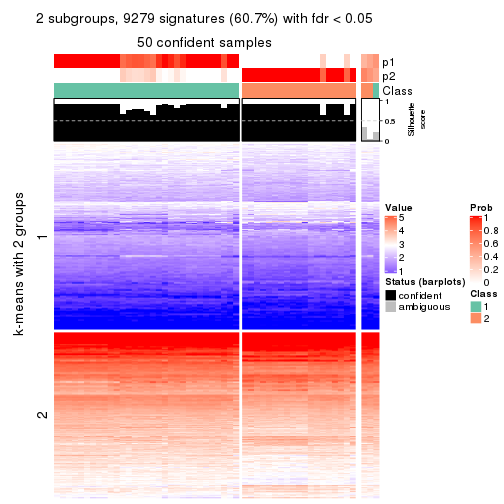 2 subgroups, 9279 signatures (60.7%) with fdr < 0.05
50 confident samples
p1
p2
Class
1
0.5
0
Silhouette
score
k-means with 2 groups
1
2
Value
5
4
3
2
1
Status (barplots)
confident
ambiguous
Prob
1
0.8
0.6
0.4
0.2
0
Class
1
2